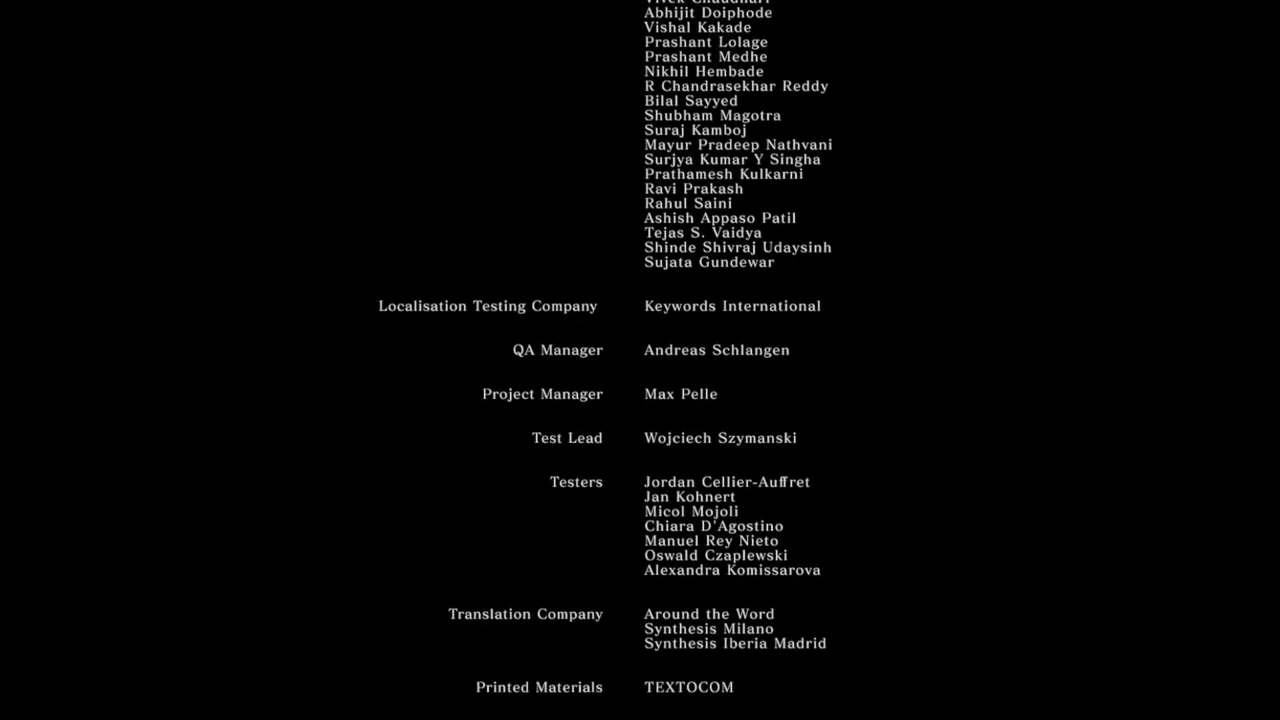 Vivek Chaudhari
Abhijit Doiphode
Vishal Kakade
Prashant Lolage
Prashant Medhe
Nikhil Hembade
R Chandrasekhar Reddy
Bilal Sayyed
Shubham Magotra
Suraj Kamboj
Mayur Pradeep Nathvani
Surjya Kumar Y Singha
Prathamesh Kulkarni
Ravi Prakash
Rahul Saini
Ashish Appaso Patil
Tejas S. Vaidya
Shinde Shivraj Udaysinh
Sujata Gundewar
Localisation Testing Company Keywords International
QA Manager Andreas Schlangen
Project Manager Max Pelle
Test Lead Wojciech Szymanski
Testers Jordan Cellier-Auffret
Jan Kohnert
Micol Mojoli
Chiara D'Agostino
Manuel Rey Nieto
Oswald Czaplewski
Alexandra Komissarova
Translation Company Around the Word
Synthesis Milano
Synthesis Iberia Madrid
Printed Materials TEXTOCOM